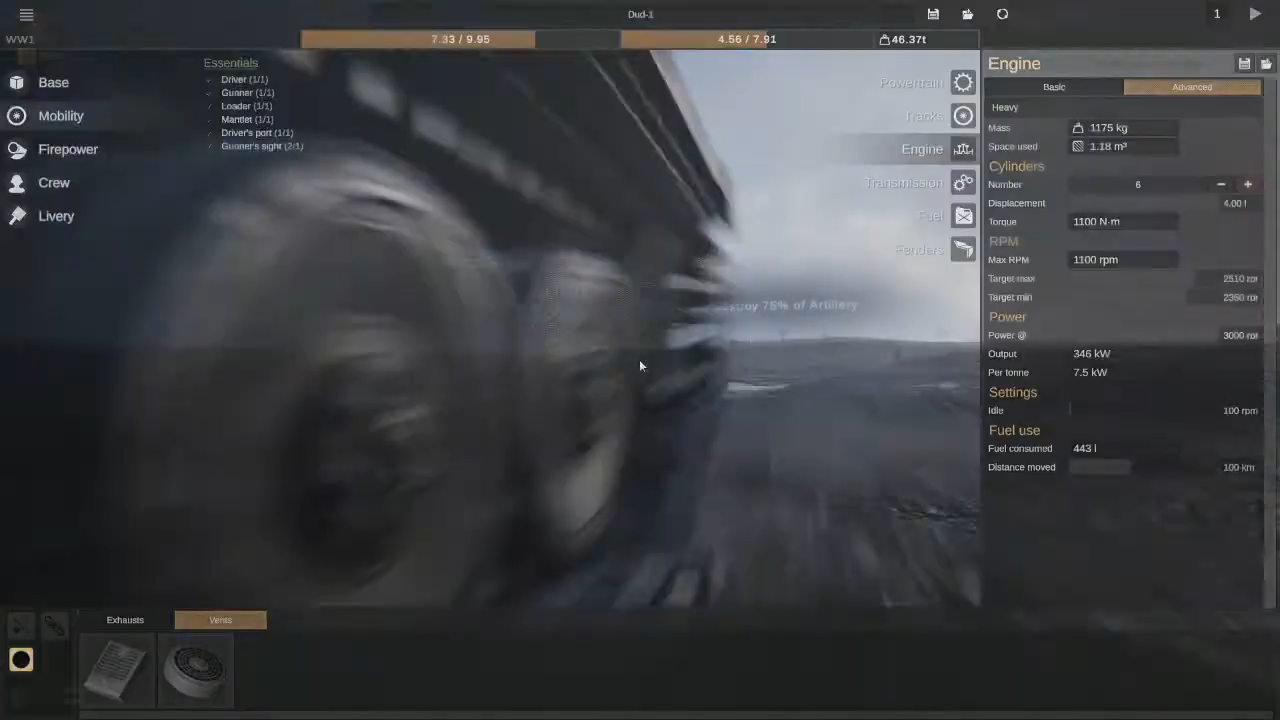 Dud-1
1
WW1
7.33 / 9.95
4.56 / 7.91
46.37t
Base
Mobility
Firepower
Crew
Livery
Essentials
Driver (1/1)
Gunner (1/1)
Loader (1/1)
Mantlet (1/1)
Driver's port (1/1)
Gunner's sight (2/1)
Powertrain
Tracks
Engine
Transmission
Fuel
Fenders
75% of Artillery
Engine
Basic
Advanced
Heavy
Mass
1175 kg
Space used
1.18 m³
Cylinders
Number
6
Displacement
4.00 l
Torque
1100 N·m
RPM
Max RPM
1100 rpm
Target max
2510
Target min
2350
Power
Power @
3000
Output
346 kW
Per tonne
7.5 kW
Settings
Idle
100 rpm
Fuel use
Fuel consumed
443 l
Distance moved
100 km
Exhausts
Vents